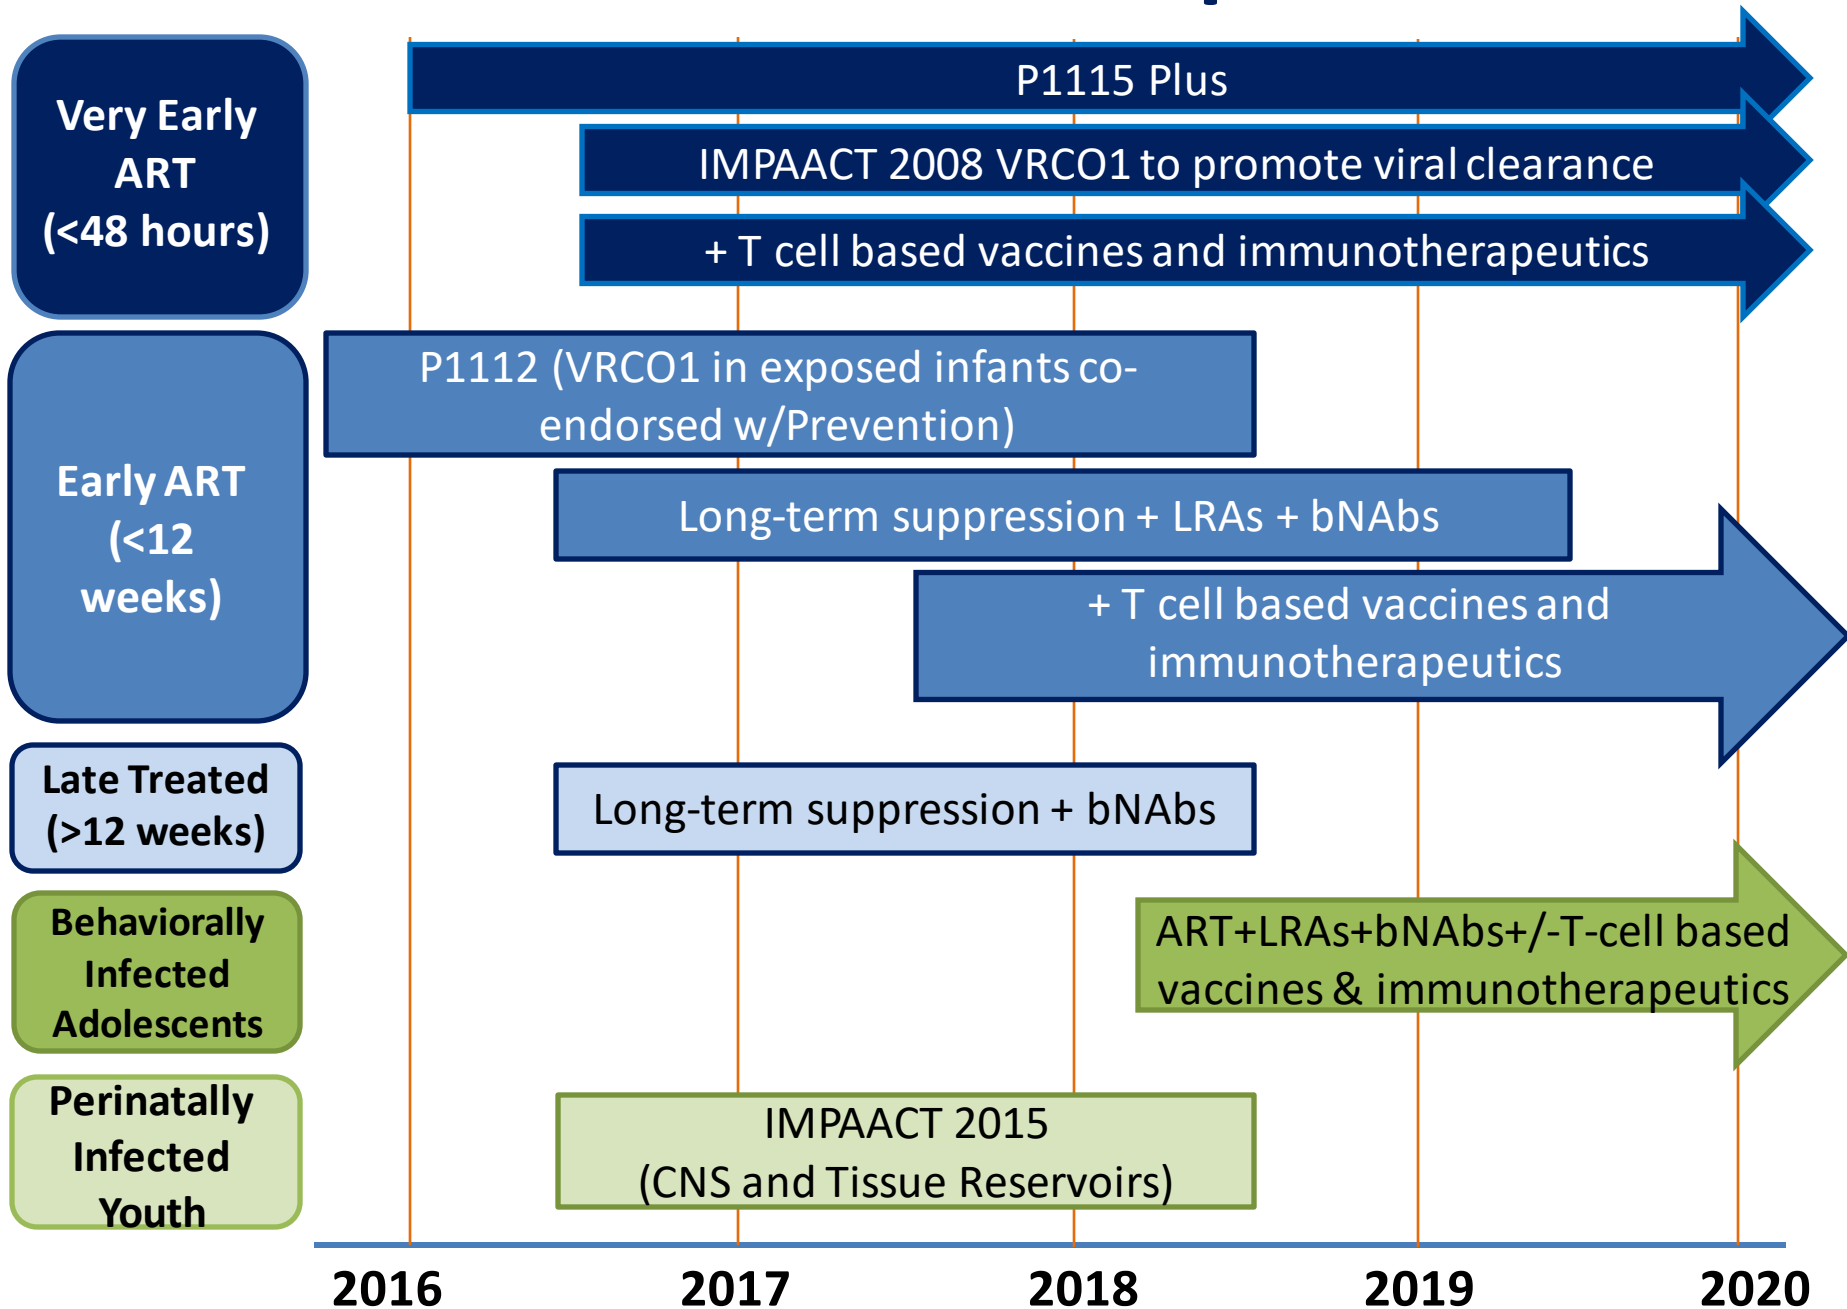 Very Early
ART
(<48 hours)
P1115 Plus
IMPAACT 2008 VRCO1 to promote viral clearance
+ T cell based vaccines and immunotherapeutics
Early ART
(<12
weeks)
P1112 (VRCO1 in exposed infants co-
endorsed w/Prevention)
Long-term suppression + LRAs + bNAbs
+ T cell based vaccines and
immunotherapeutics
Late Treated
(>12 weeks)
Long-term suppression + bNAbs
Behaviorally
Infected
Adolescents
ART+LRAs+bNAbs+/-T-cell based
vaccines & immunotherapeutics
Perinatally
Infected
Youth
IMPAACT 2015
(CNS and Tissue Reservoirs)
2016 2017 2018 2019 2020